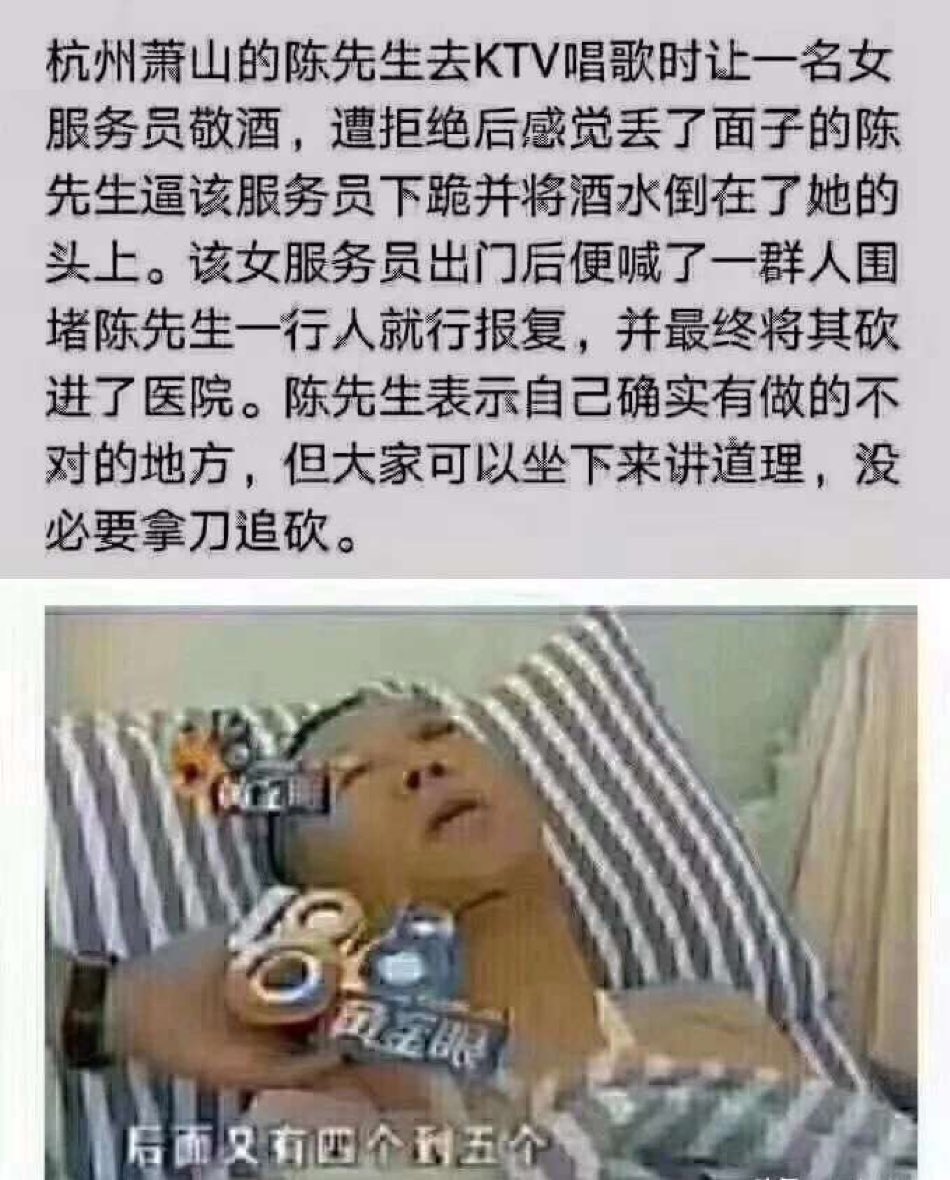 杭州萧山的陈先生去KTV唱歌时让一名女
服务员敬酒，遭拒绝后感觉丢了面子的陈
先生逼该服务员下跪并将酒水倒在了她的
头上。该女服务员出门后便喊了一群人围
堵陈先生一行人就行报复，并最终将其砍
进了医院。陈先生表示自己确实有做的不
对的地方，但大家可以坐下来讲道理，没
必要拿刀追砍。
后面又有四个到五个